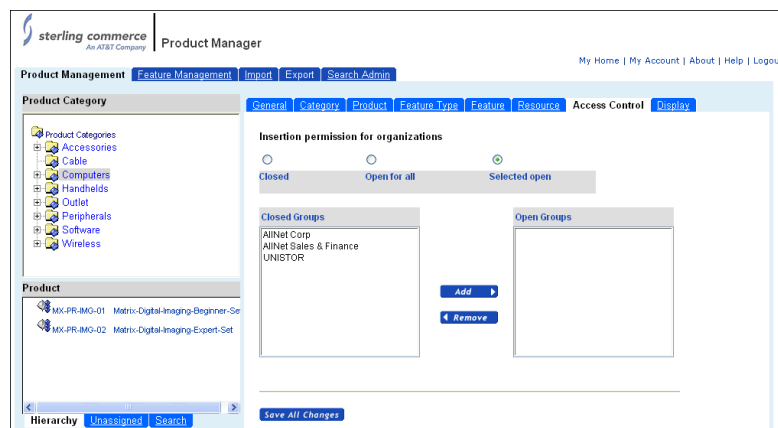 sterling commerce
An AT&T Company
Product Manager
My Home | My Account | About | Help | Logou
Product Management Feature Management Import Export Search Admin
Product Category
Product Categories
Accessories
Cable
Computers
Handhelds
Outlet
Peripherals
Software
Wireless
Product
MX-PR-IMG-01 Matrix-Digital-Imaging-Beginner-Se
MX-PR-IMG-02 Matrix-Digital-Imaging-Expert-Set
Hierarchy Unassigned Search
General Category Product Feature Type Feature Resource Access Control Display
Insertion permission for organizations
Closed Open for all Selected open
Closed Groups
AllNet Corp
AllNet Sales & Finance
UNISTOR
Add
Remove
Open Groups
Save All Changes